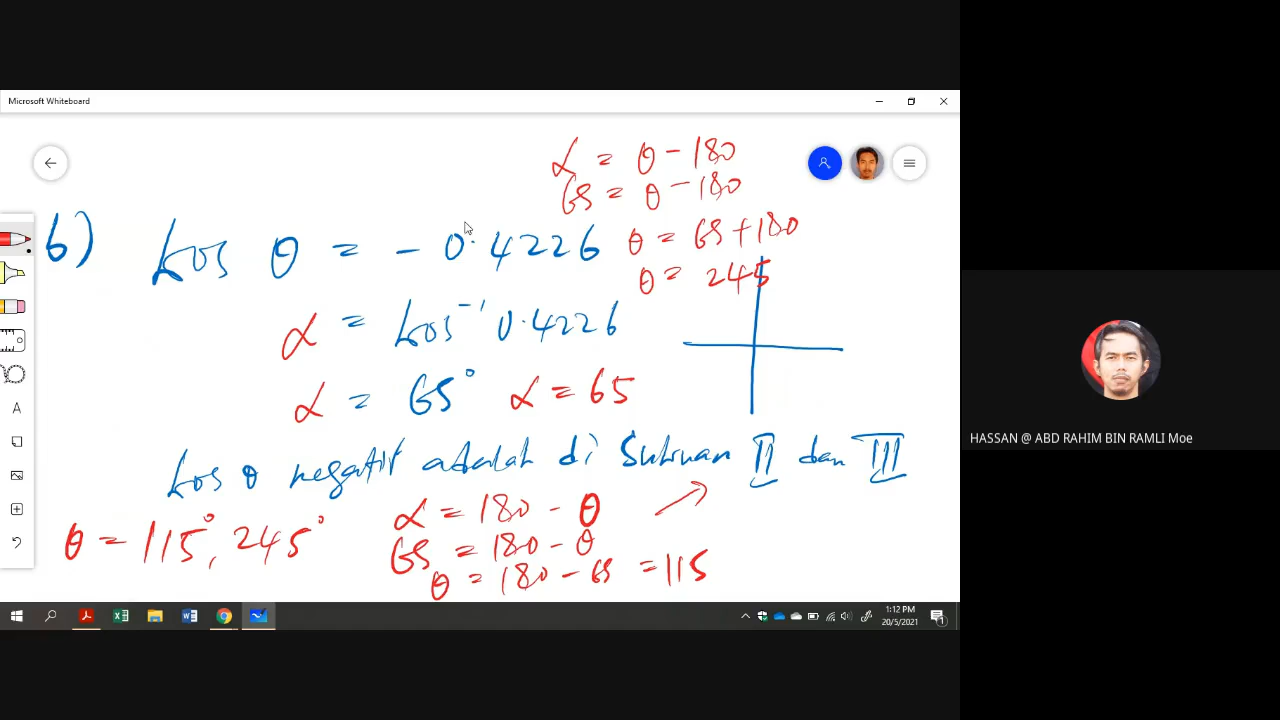 Microsoft Whiteboard
α = θ - 180
65 = θ - 180
b) Kos θ = - 0.4226
θ = 65 + 180
θ = 245
α = Kos⁻¹ 0.4226
α = 65° α = 65
Kos θ negatif adalah di Sukuan II dan III
α = 180 - θ
θ = 115°, 245°
65 = 180 - θ
θ = 180 - 65 = 115
HASSAN @ ABD RAHIM BIN RAMLI Moe
A
1:12 PM
20/5/2021
1